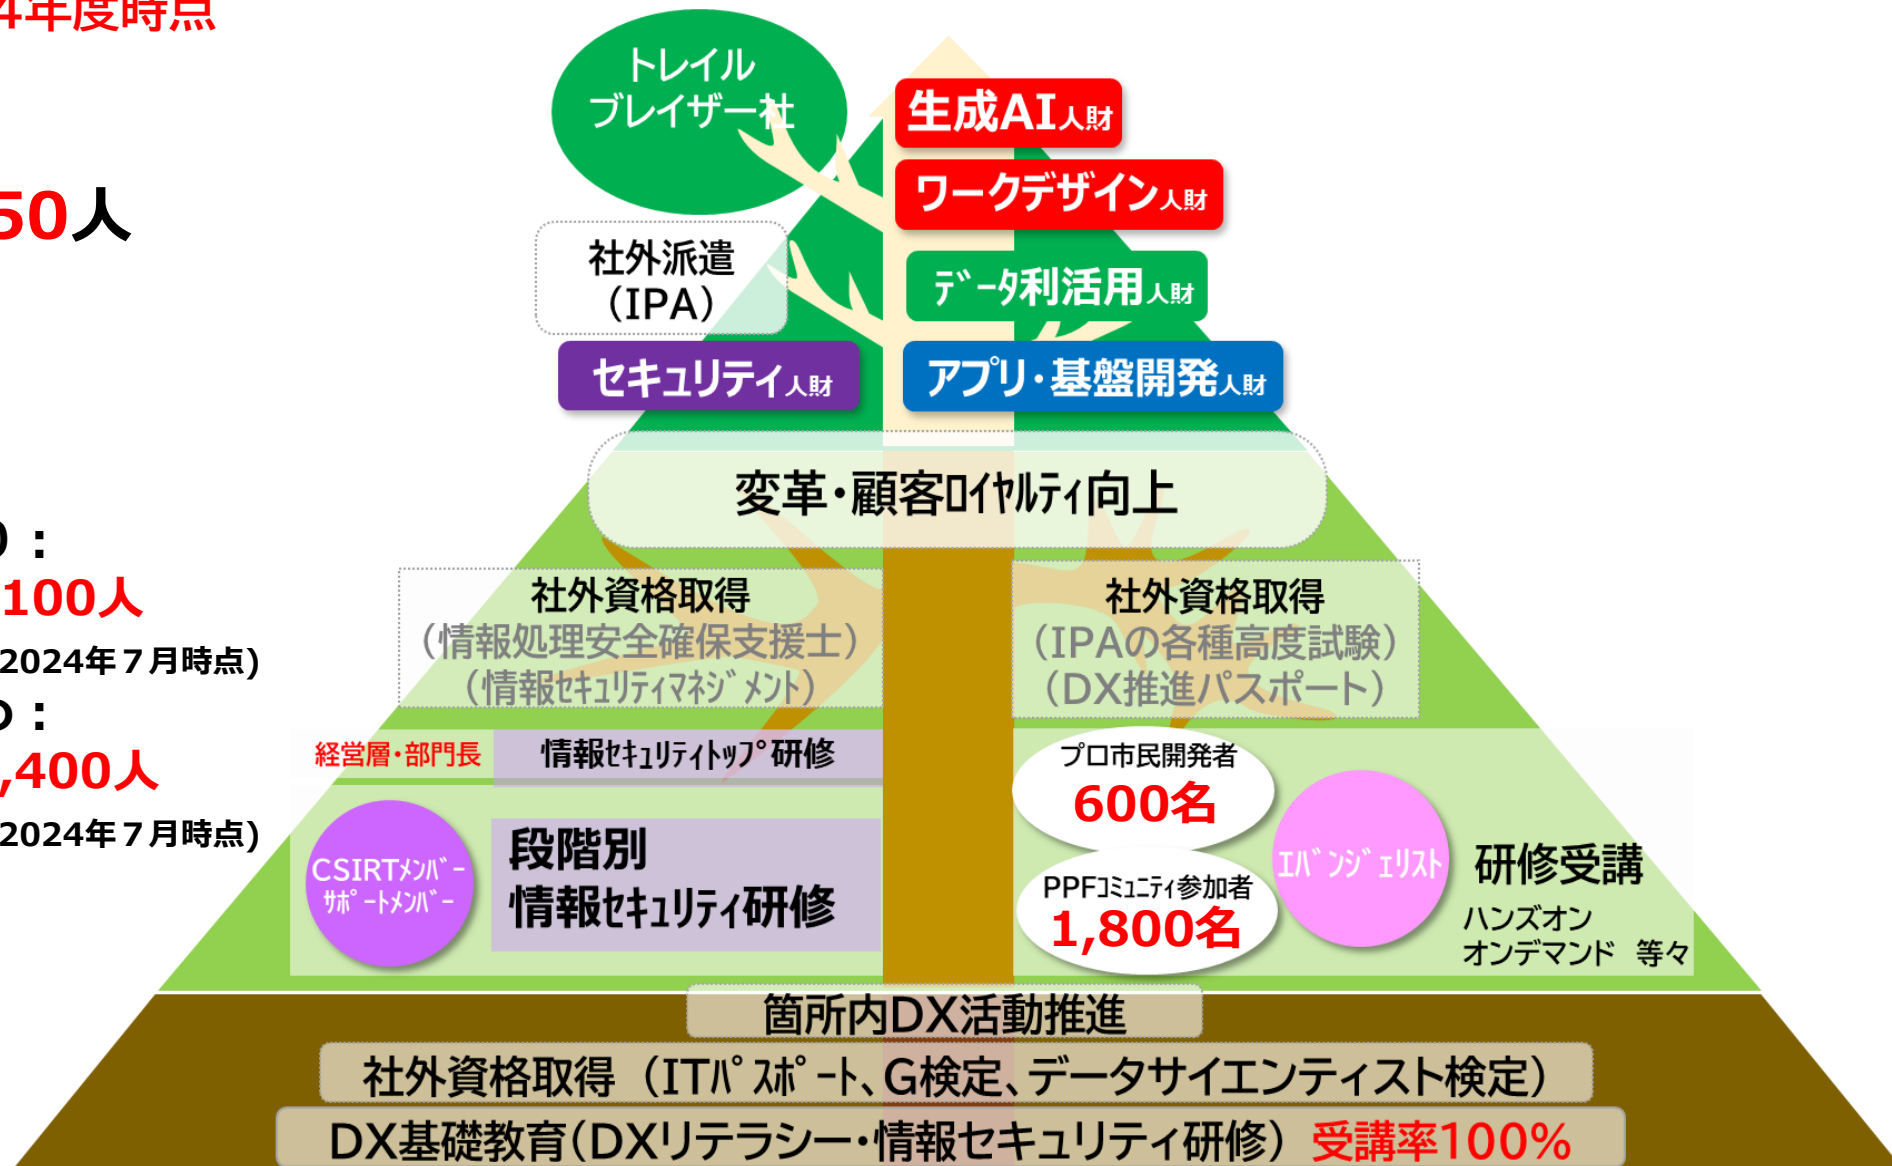 4年度時点
50人
：
100人
2024年７月時点)
：
,400人
2024年７月時点)
トレイル
ブレイザー社
生成AI人財
ワークデザイン人財
社外派遣
（IPA）
ﾃﾞｰﾀ利活用人財
セキュリティ人財
アプリ・基盤開発人財
変革・顧客ﾛｲﾔﾙﾃｨ向上
社外資格取得
（情報処理安全確保支援士）
（情報ｾｷｭﾘﾃｨﾏﾈｼﾞﾒﾝﾄ）
社外資格取得
（IPAの各種高度試験）
（DX推進パスポート）
経営層・部門長
情報ｾｷｭﾘﾃｨﾄｯﾌﾟ研修
CSIRTﾒﾝﾊﾞｰ
ｻﾎﾟｰﾄﾒﾝﾊﾞｰ
段階別
情報ｾｷｭﾘﾃｨ研修
プロ市民開発者
600名
PPFｺﾐｭﾆﾃｨ参加者
1,800名
ｴﾊﾞﾝｼﾞｪﾘｽﾄ
研修受講
ハンズオン
オンデマンド 等々
箇所内DX活動推進
社外資格取得（ITﾊﾟｽﾎﾟｰﾄ、G検定、データサイエンティスト検定）
DX基礎教育(DXリテラシー・情報セキュリティ研修） 受講率100%